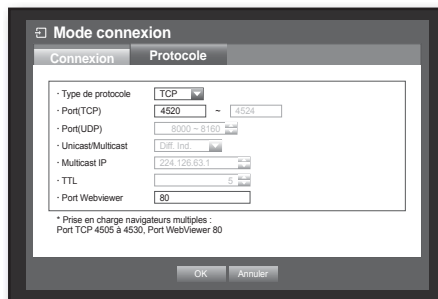 Mode connexion
Connexion Protocole
· Type de protocole TCP
· Port(TCP) 4520 ~ 4524
· Port(UDP) 8000 ~ 8160
· Unicast/Multicast Diff. Ind.
· Multicast IP 224.126.63.1
· TTL 5
· Port Webviewer 80
* Prise en charge navigateurs multiples :
Port TCP 4505 à 4530, Port WebViewer 80
OK Annuler